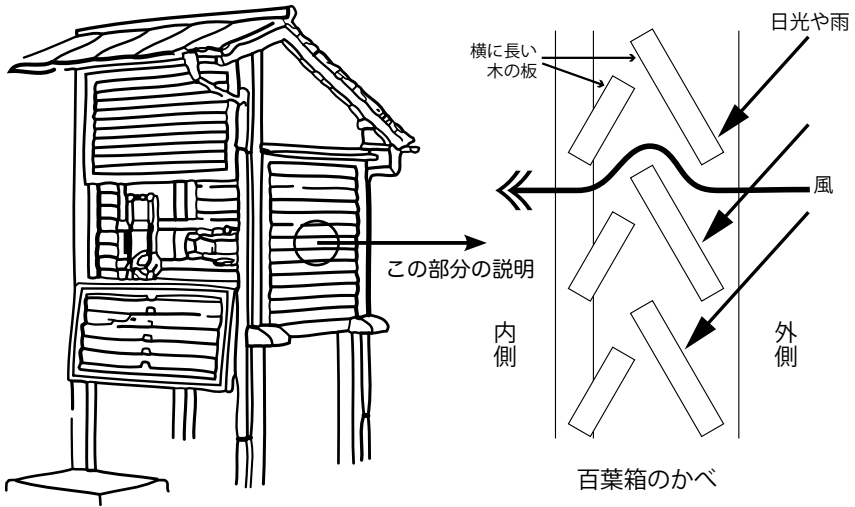 日光や雨
横に長い
木の板
風
この部分の説明
内側
外側
百葉箱のかべ